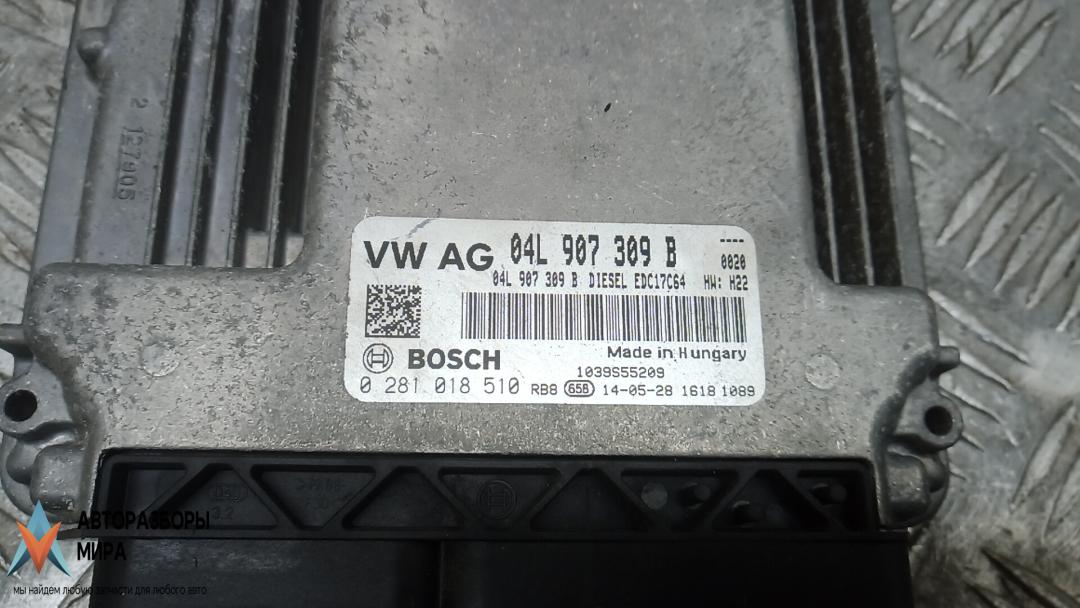 2 127905
VW AG 04L 907 309 B ----
0020
04L 907 309 B DIESEL EDC17C64 HW: H22
BOSCH
Made in Hungary
1039S55209
0 281 018 510 RB8 65B 14-05-28 1618 1089
АВТОРАЗБОРЫ
МИРА
мы найдем любую запчасти для любого авто